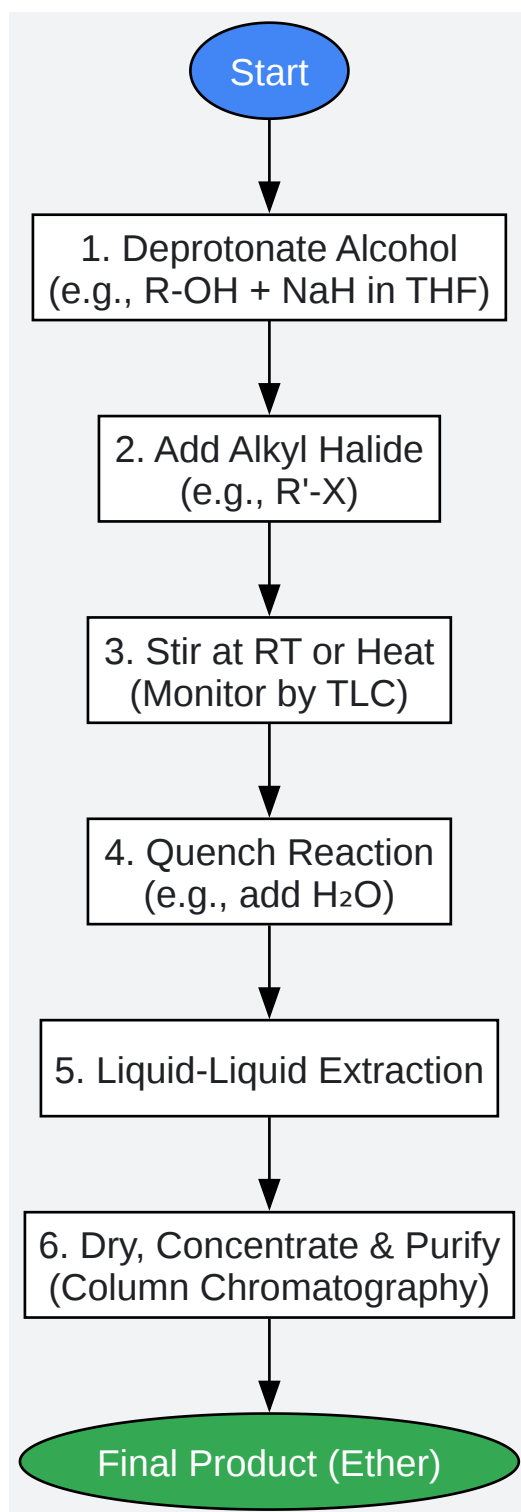 Start
1. Deprotonate Alcohol
(e.g., R-OH + NaH in THF)
2. Add Alkyl Halide
(e.g., R'-X)
3. Stir at RT or Heat
(Monitor by TLC)
4. Quench Reaction
(e.g., add H₂O)
5. Liquid-Liquid Extraction
6. Dry, Concentrate & Purify
(Column Chromatography)
Final Product (Ether)